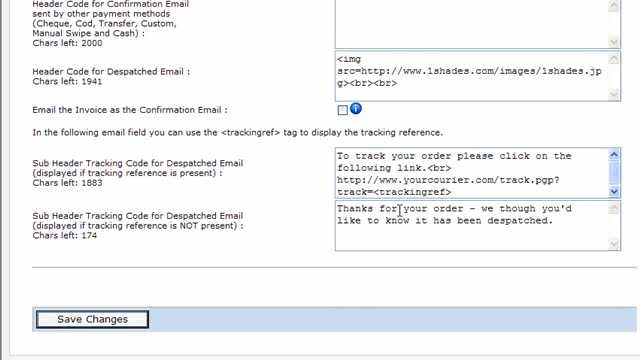 Header Code for Confirmation Email
sent by other payment methods
(Cheque, Cod, Transfer, Custom,
Manual Swipe and Cash) :
Chars left: 2000
Header Code for Despatched Email :
Chars left: 1941
<img
src=http://www.1shades.com/images/1shades.jp
g><br><br>
Email the Invoice as the Confirmation Email :
In the following email field you can use the <trackingref> tag to display the tracking reference.
Sub Header Tracking Code for Despatched Email
(displayed if tracking reference is present) :
Chars left: 1883
To track your order please click on the
following link.<br>
http://www.yourcourier.com/track.pgp?
track=<trackingref>
Sub Header Tracking Code for Despatched Email
(displayed if tracking reference is NOT present) :
Chars left: 174
Thanks for your order - we though you'd
like to know it has been despatched.
Save Changes